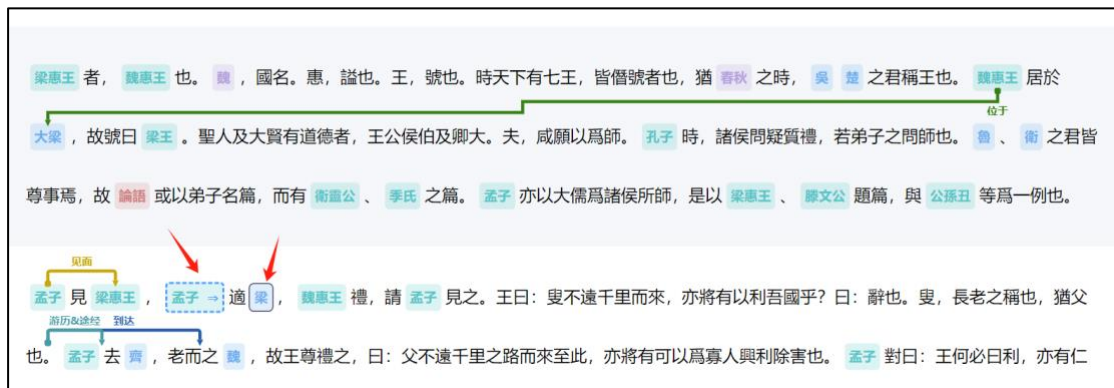 梁惠王 者， 魏惠王 也。 魏 ，國名。惠，謚也。王，號也。時天下有七王，皆僭號者也，猶 春秋 之時， 吳 楚 之君稱王也。 魏惠王 居於
位于
大梁 ，故號曰 梁王 。聖人及大賢有道德者，王公侯伯及卿大。夫，咸願以爲師。 孔子 時，諸侯問疑質禮，若弟子之問師也。 魯 、 衛 之君皆
尊事焉，故 論語 或以弟子名篇，而有 衛靈公 、 季氏 之篇。 孟子 亦以大儒爲諸侯所師，是以 梁惠王 、 滕文公 題篇，與 公孫丑 等爲一例也。
见面
孟子 見 梁惠王 ， 孟子 ⇒ 適 梁 ， 魏惠王 禮，請 孟子 見之。王曰：叟不遠千里而來，亦將有以利吾國乎？曰：辭也。叟，長老之稱也，猶父
游历&途经 到达
也。 孟子 去 齊 ，老而之 魏 ，故王尊禮之，曰：父不遠千里之路而來至此，亦將有可以爲寡人興利除害也。 孟子 對曰：王何必曰利，亦有仁